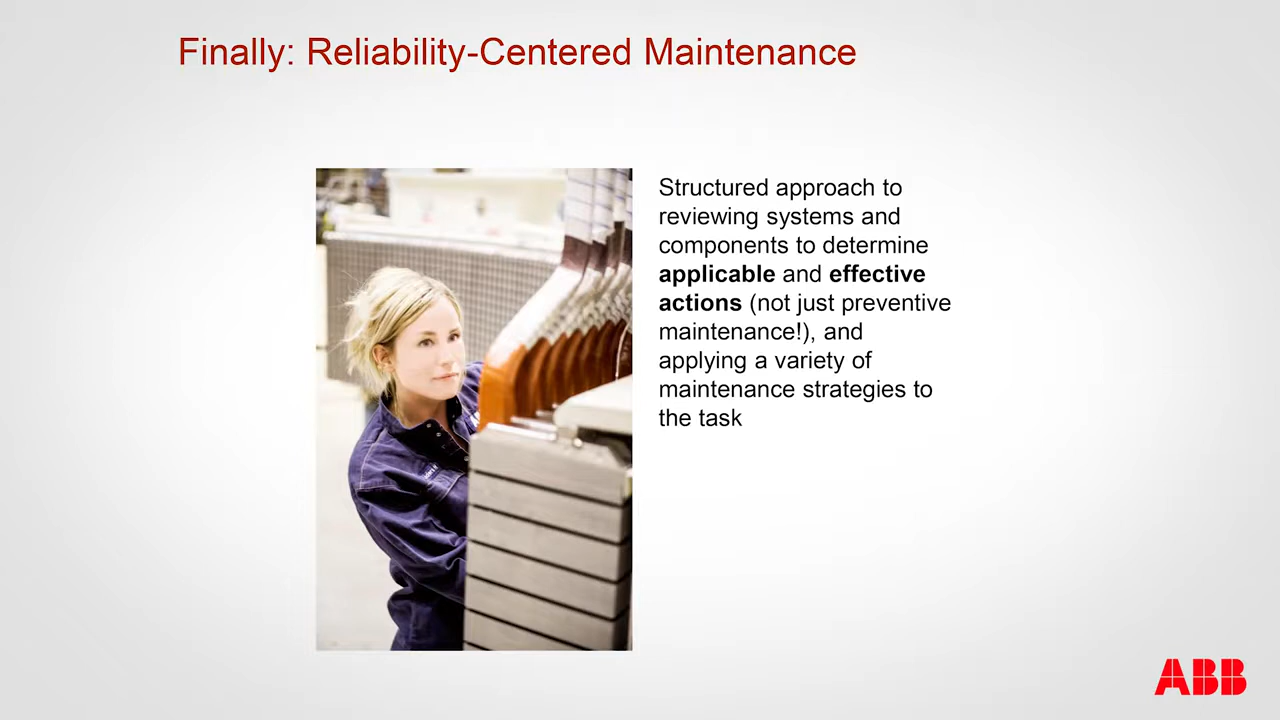 Finally: Reliability-Centered Maintenance
Structured approach to
reviewing systems and
components to determine
applicable and effective
actions (not just preventive
maintenance!), and
applying a variety of
maintenance strategies to
the task
ABB